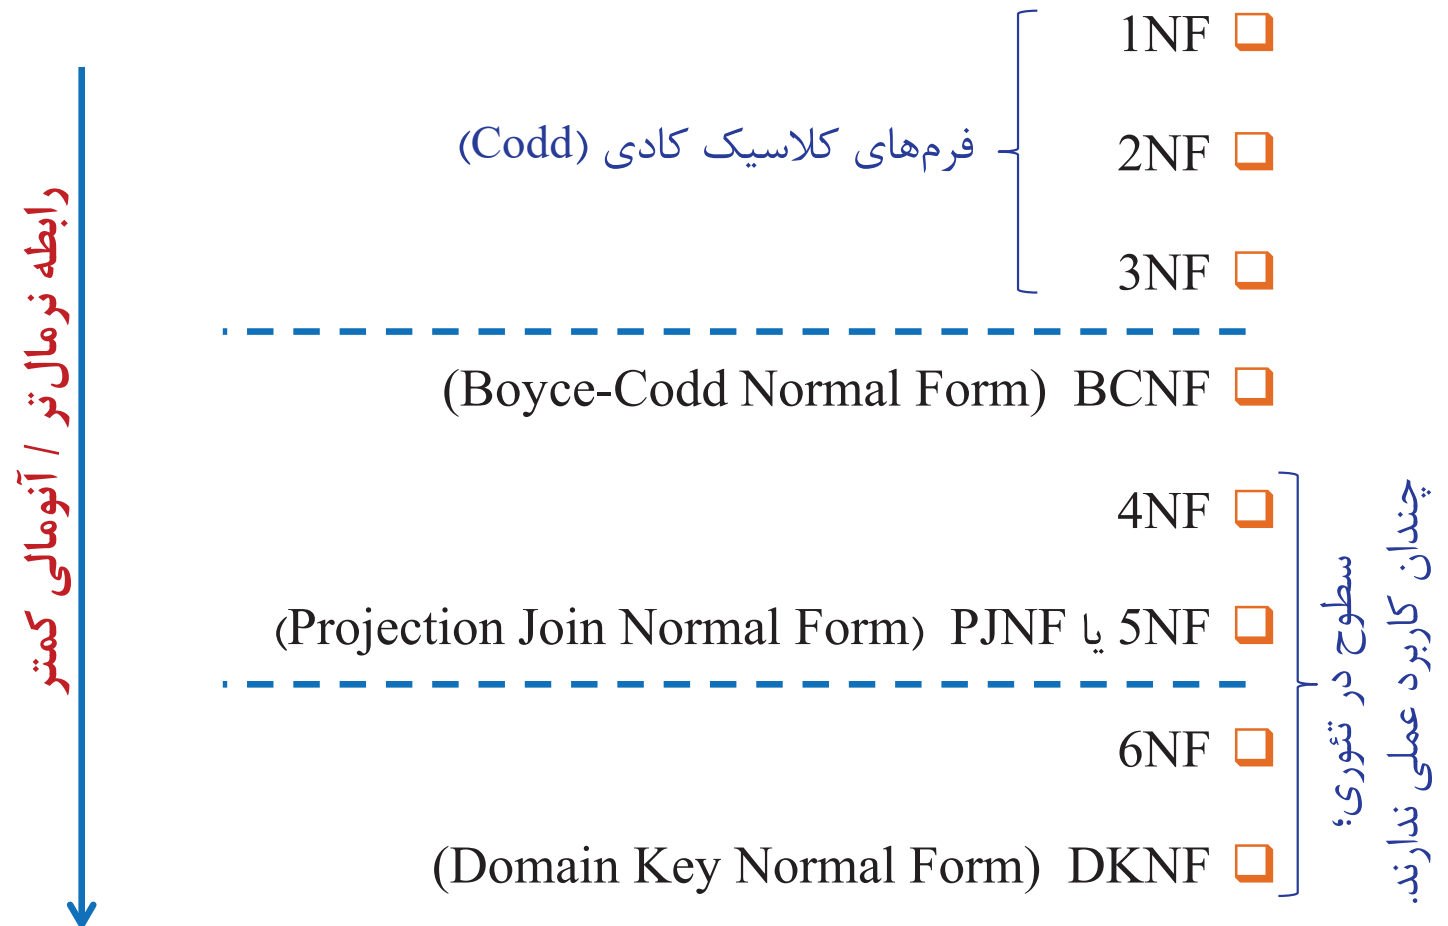 1NF
فرم‌های کلاسیک کادی (Codd)
2NF
3NF
BCNF (Boyce-Codd Normal Form)
4NF
5NF یا PJNF (Projection Join Normal Form)
6NF
DKNF (Domain Key Normal Form)
سطوح در تئوری؛
چندان کاربرد عملی ندارند.
رابطه نرمال‌تر / آنومالی کمتر